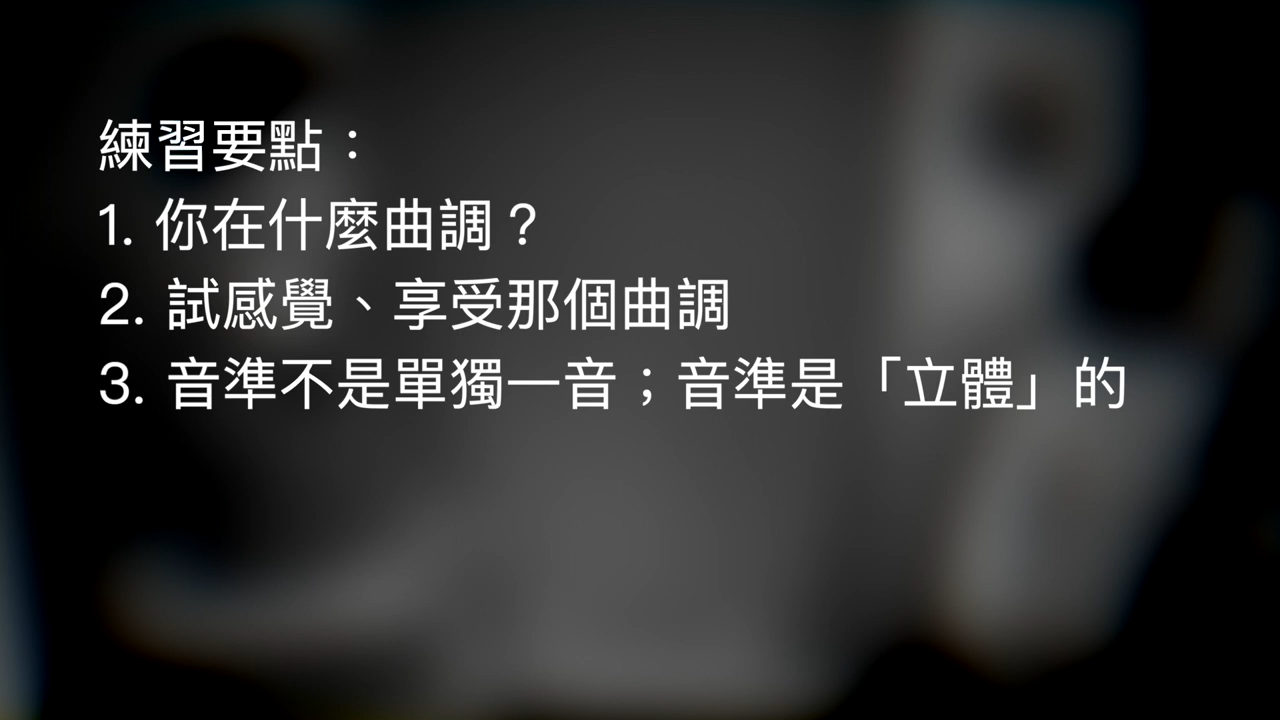 練習要點：
1. 你在什麼曲調？
2. 試感覺、享受那個曲調
3. 音準不是單獨一音；音準是「立體」的